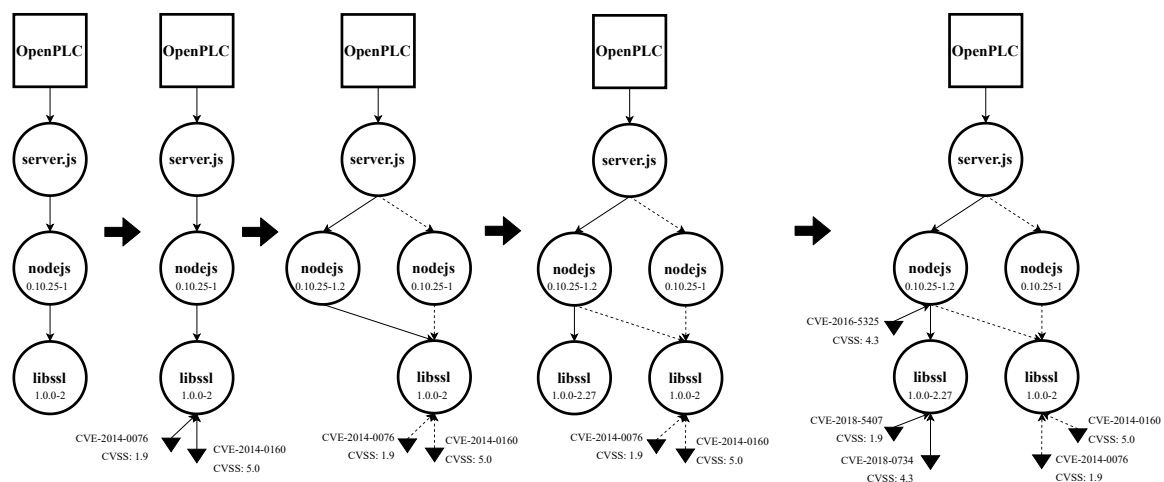 OpenPLC
server.js
nodejs
0.10.25-1
libssl
1.0.0-2
OpenPLC
server.js
nodejs
0.10.25-1
libssl
1.0.0-2
CVE-2014-0076
CVSS: 1.9
CVE-2014-0160
CVSS: 5.0
OpenPLC
server.js
nodejs
0.10.25-1.2
nodejs
0.10.25-1
libssl
1.0.0-2
CVE-2014-0076
CVSS: 1.9
CVE-2014-0160
CVSS: 5.0
OpenPLC
server.js
nodejs
0.10.25-1.2
nodejs
0.10.25-1
libssl
1.0.0-2.27
libssl
1.0.0-2
CVE-2014-0076
CVSS: 1.9
CVE-2014-0160
CVSS: 5.0
OpenPLC
server.js
nodejs
0.10.25-1.2
nodejs
0.10.25-1
CVE-2016-5325
CVSS: 4.3
libssl
1.0.0-2.27
libssl
1.0.0-2
CVE-2018-5407
CVSS: 1.9
CVE-2018-0734
CVSS: 4.3
CVE-2014-0160
CVSS: 5.0
CVE-2014-0076
CVSS: 1.9